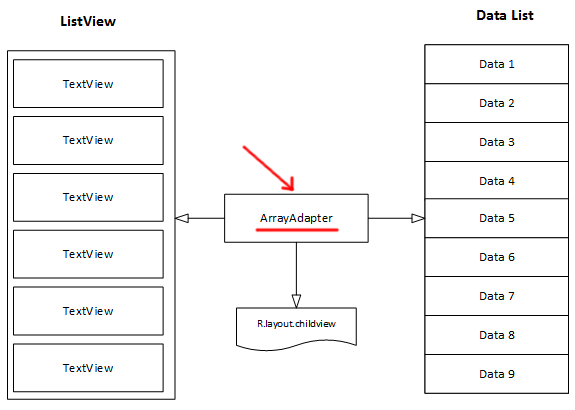 ListView
TextView
TextView
TextView
TextView
TextView
TextView
ArrayAdapter
R.layout.childview
Data List
Data 1
Data 2
Data 3
Data 4
Data 5
Data 6
Data 7
Data 8
Data 9